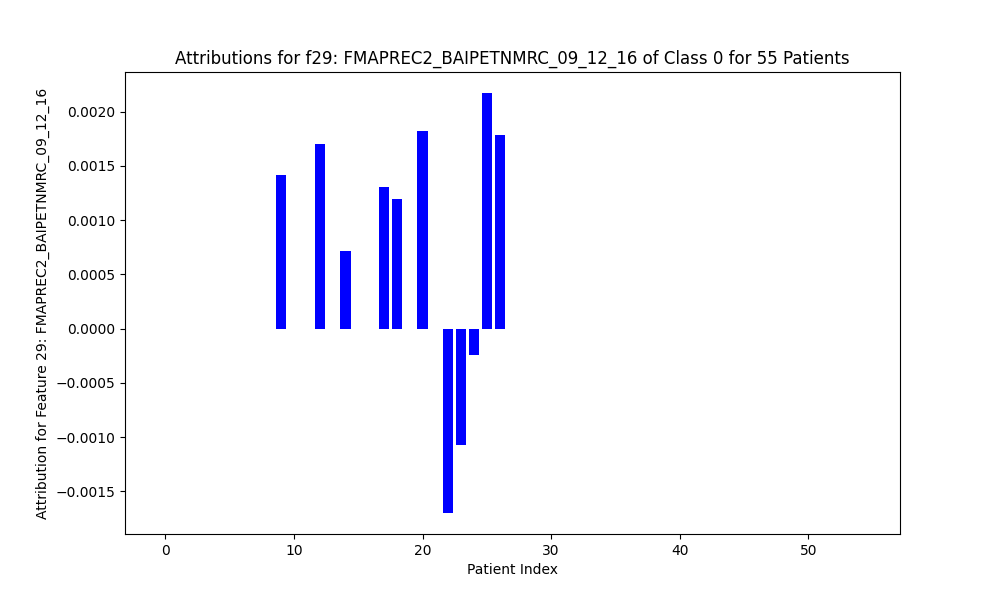 Attributions for f29: FMAPREC2_BAIPETNMRC_09_12_16 of Class 0 for 55 Patients
Attribution for Feature 29: FMAPREC2_BAIPETNMRC_09_12_16
0.0020
0.0015
0.0010
0.0005
0.0000
−0.0005
−0.0010
−0.0015
0 10 20 30 40 50
Patient Index